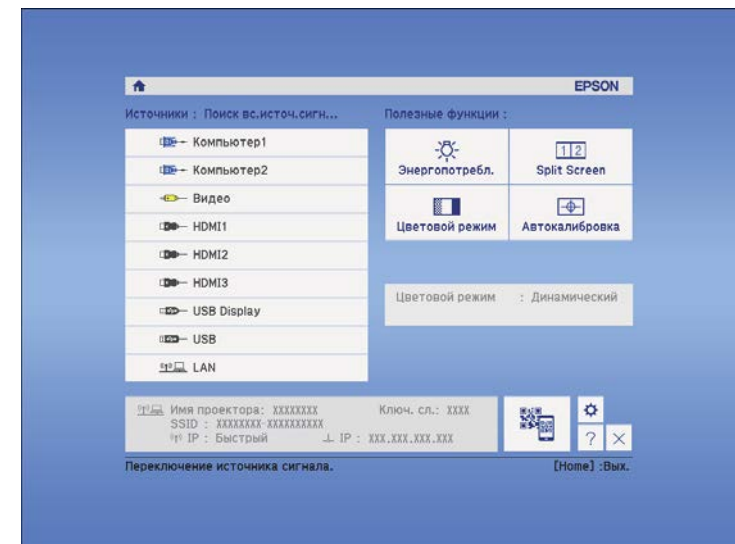 EPSON
Источники : Поиск вс.источ.сигн...
Компьютер1
Компьютер2
Видео
HDMI1
HDMI2
HDMI3
USB Display
USB
LAN
Полезные функции :
Энергопотребл.
1 2
Split Screen
Цветовой режим
Автокалибровка
Цветовой режим : Динамический
Имя проектора: XXXXXXXX Ключ. сл.: XXXX
SSID : XXXXXXXX-XXXXXXXXXX
IP : Быстрый IP : XXX.XXX.XXX.XXX
?
Переключение источника сигнала. [Home] :Вых.